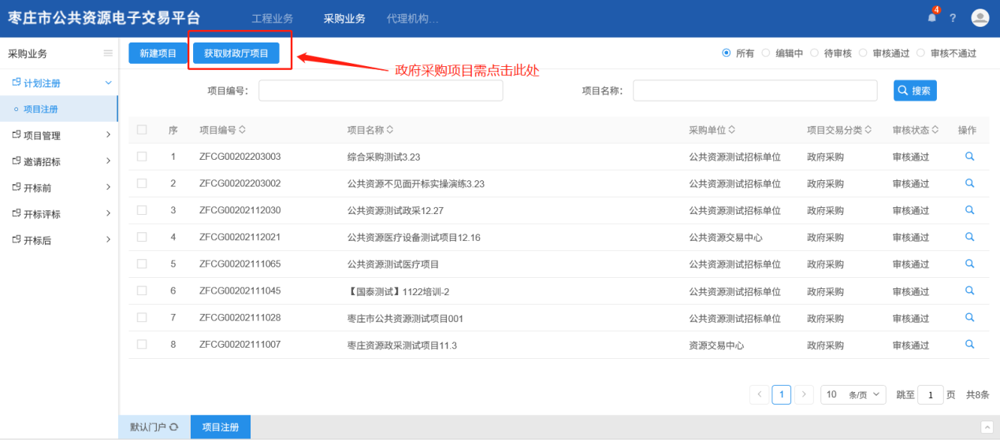 枣庄市公共资源电子交易平台 工程业务 采购业务 代理机构... 4 ?
采购业务
新建项目 获取财政厅项目 所有 编辑中 待审核 审核通过 审核不通过
政府采购项目需点击此处
计划注册
项目编号： 项目名称： 搜索
项目注册
项目管理
邀请招标
开标前
开标评标
开标后
序 项目编号 项目名称 采购单位 项目交易分类 审核状态 操作
1 ZFCG00202203003 综合采购测试3.23 公共资源测试招标单位 政府采购 审核通过
2 ZFCG00202203002 公共资源不见面开标实操演练3.23 公共资源测试招标单位 政府采购 审核通过
3 ZFCG00202112030 公共资源测试政采12.27 公共资源测试招标单位 政府采购 审核通过
4 ZFCG00202112021 公共资源医疗设备测试项目12.16 公共资源交易中心 政府采购 审核通过
5 ZFCG00202111065 公共资源测试医疗项目 公共资源测试招标单位 政府采购 审核通过
6 ZFCG00202111045 【国泰测试】1122培训-2 公共资源测试招标单位 政府采购 审核通过
7 ZFCG00202111028 枣庄市公共资源测试项目001 公共资源测试招标单位 政府采购 审核通过
8 ZFCG00202111007 枣庄资源政采测试项目11.3 资源交易中心 政府采购 审核通过
1 10 条/页 跳至 1 页 共8条
默认门户 项目注册